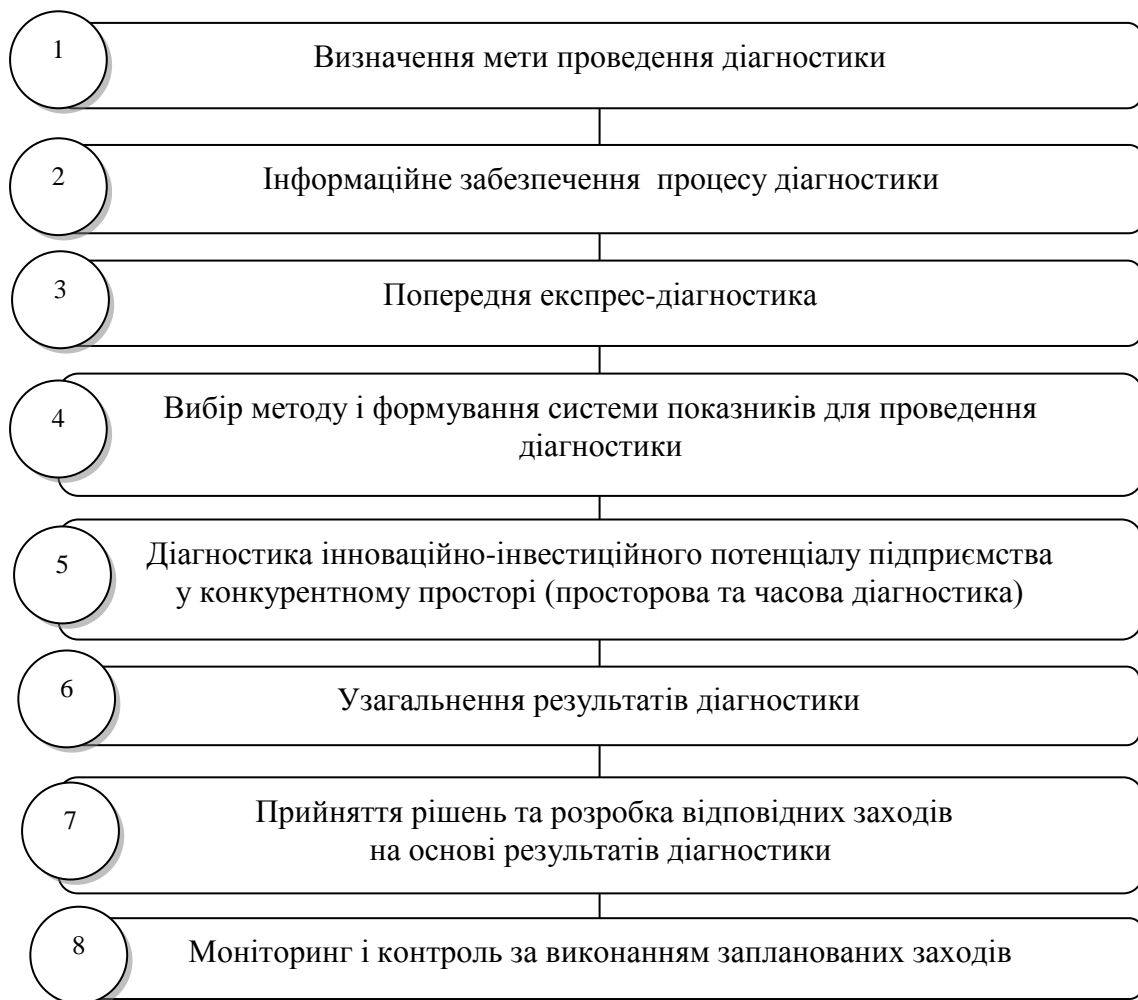 1
Визначення мети проведення діагностики
2
Інформаційне забезпечення процесу діагностики
3
Попередня експрес-діагностика
4
Вибір методу і формування системи показників для проведення
діагностики
5
Діагностика інноваційно-інвестиційного потенціалу підприємства
у конкурентному просторі (просторова та часова діагностика)
6
Узагальнення результатів діагностики
7
Прийняття рішень та розробка відповідних заходів
на основі результатів діагностики
8
Моніторинг і контроль за виконанням запланованих заходів